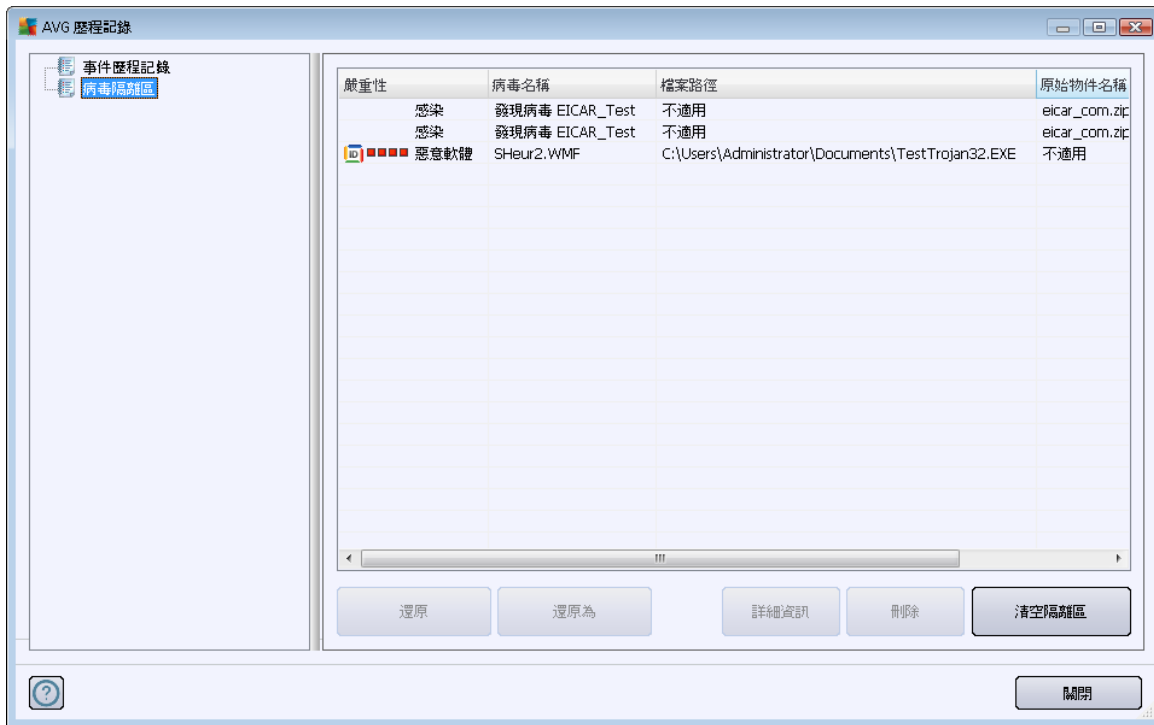 AVG 歷程記錄
事件歷程記錄
病毒隔離區
嚴重性 病毒名稱 檔案路徑 原始物件名稱
感染 發現病毒 EICAR_Test 不適用 eicar_com.zip
感染 發現病毒 EICAR_Test 不適用 eicar_com.zip
ID 惡意軟體 SHeur2.WMF C:\Users\Administrator\Documents\TestTrojan32.EXE 不適用
還原 還原為 詳細資訊 刪除 清空隔離區
?
關閉